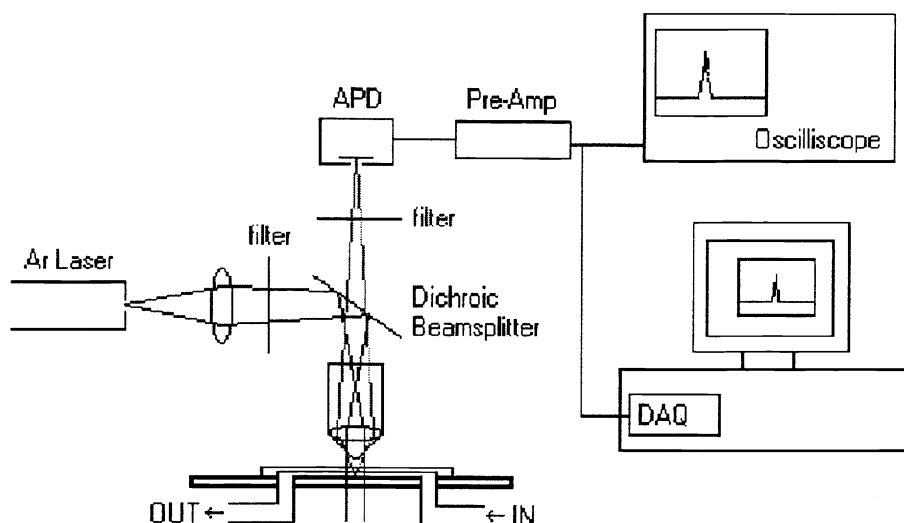 APD
Pre-Amp
Oscilliscope
filter
filter
Ar Laser
Dichroic
Beamsplitter
DAQ
OUT ←
← IN